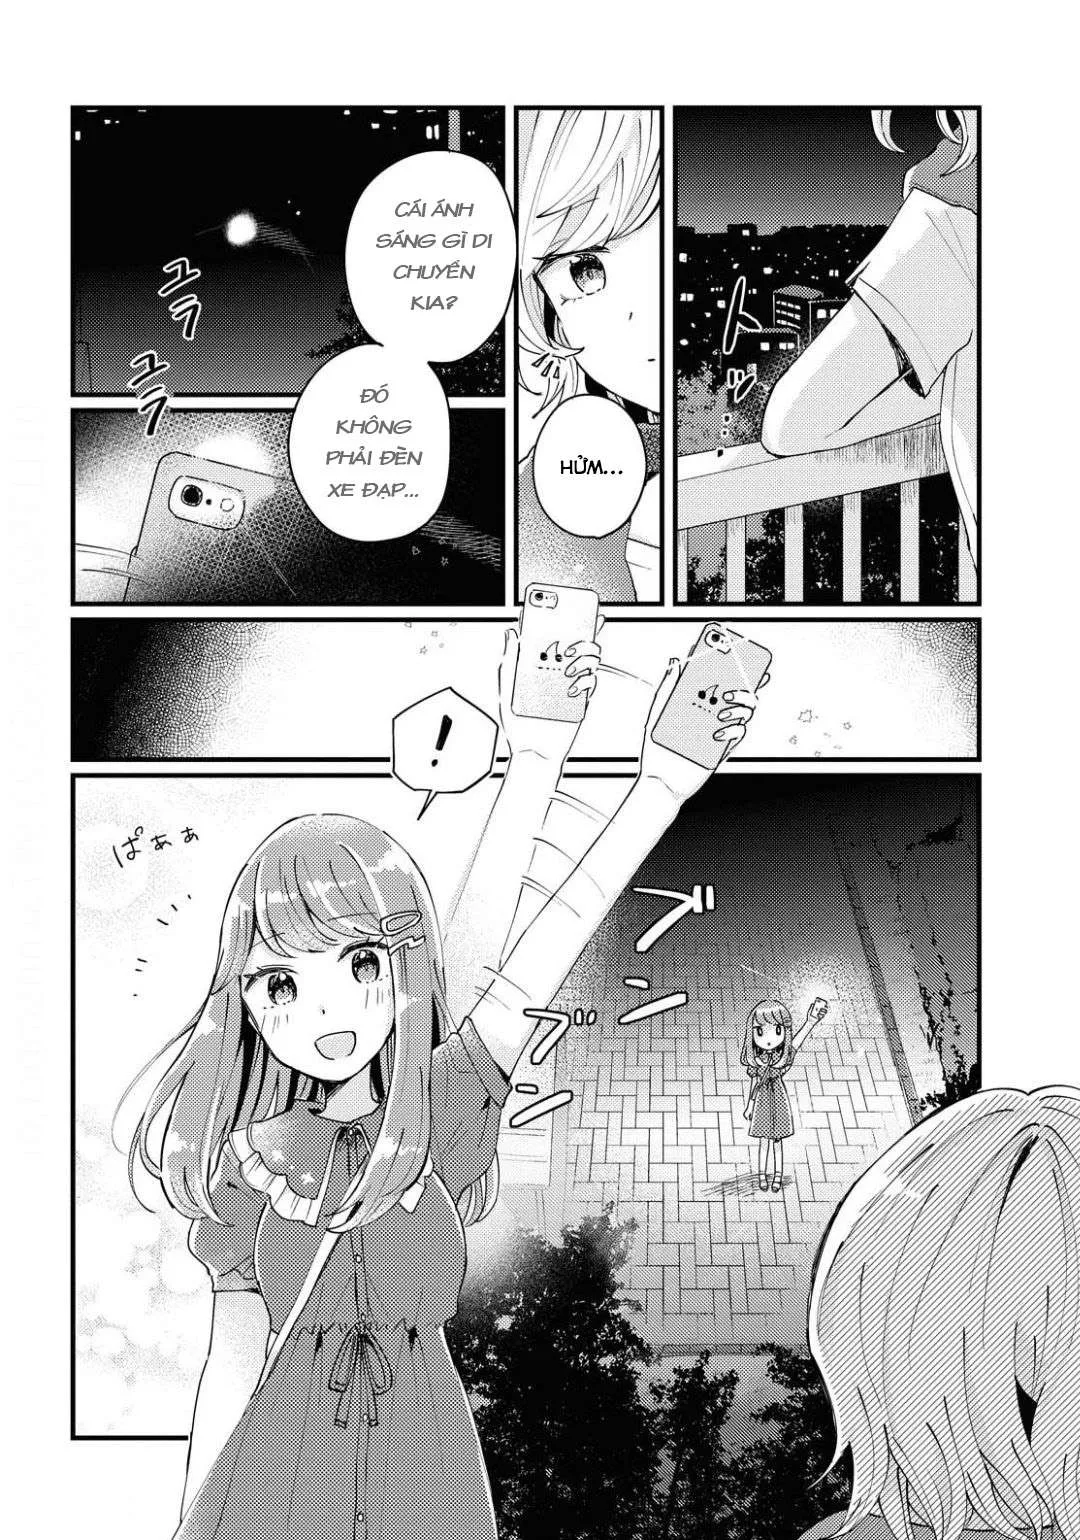 トッ…
HỬM...
CÁI ÁNH
SÁNG GÌ DI
CHUYỂN
KIA?
ユラ
ユラ
ĐÓ
KHÔNG
PHẢI ĐÈN
XE ĐẠP...
!
ブン
ブン
ぱぁぁ